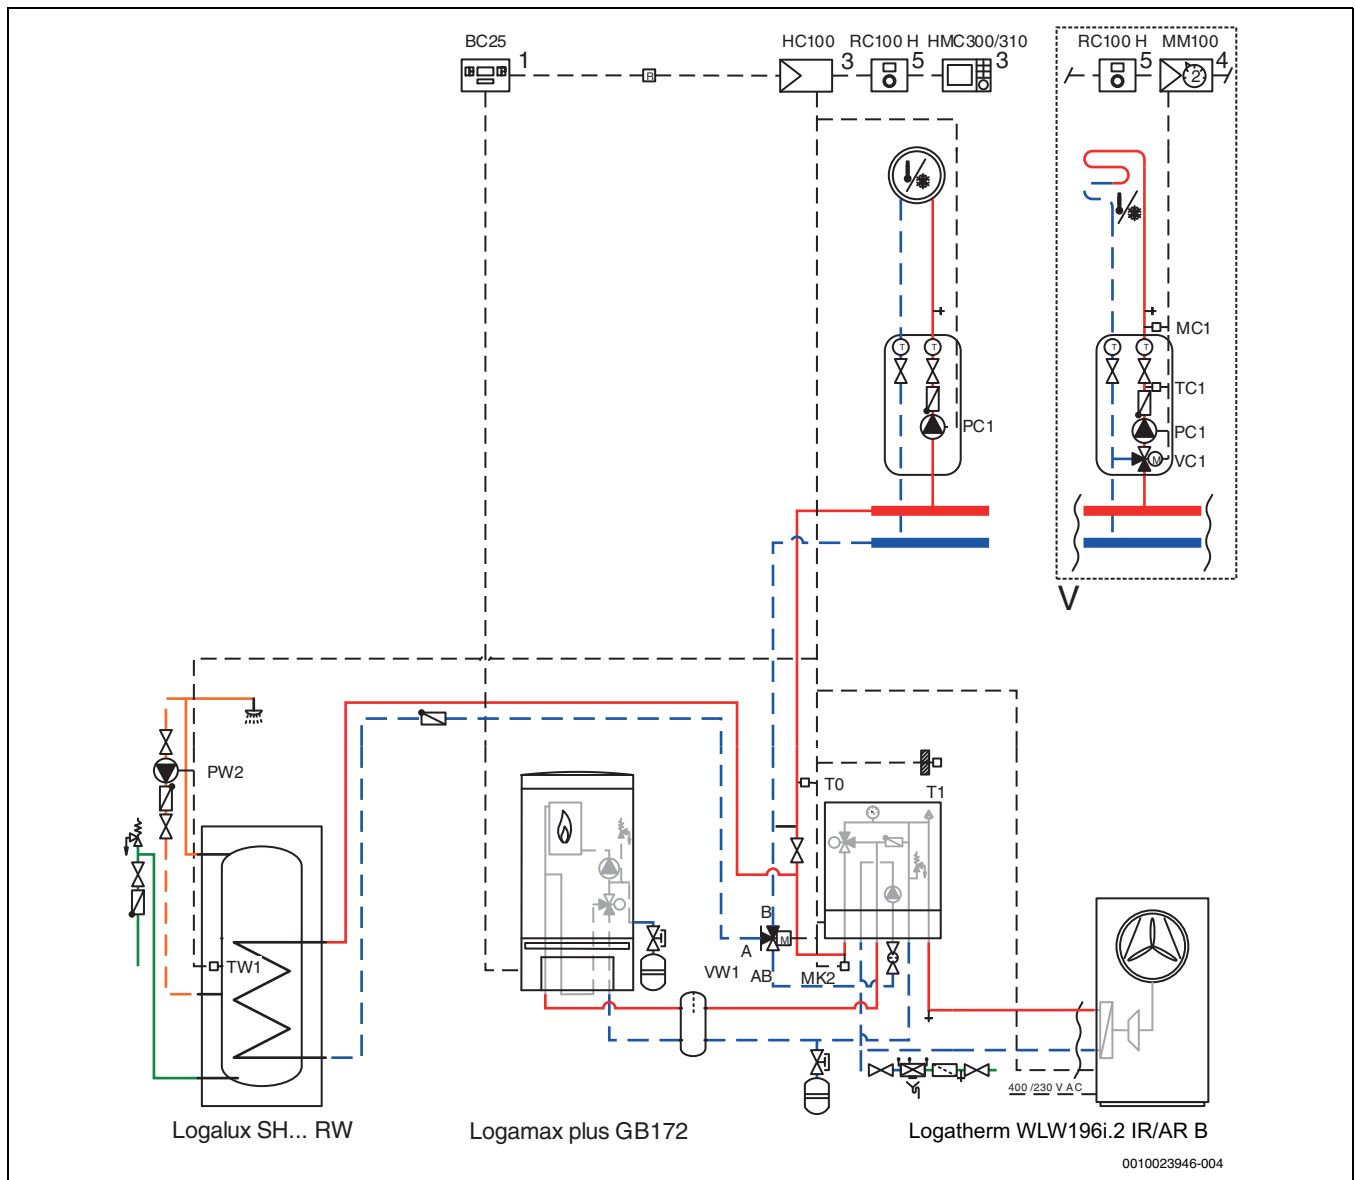 BC25
1
R
HC100
3
RC100 H
5
HMC300/310
3
RC100 H
5
MM100
2
4
T
T
PC1
T
T
MC1
TC1
PC1
M
VC1
V
PW2
TW1
T0
T1
B
A
M
VW1
AB
MK2
400 /230 V AC
Logalux SH... RW
Logamax plus GB172
Logatherm WLW196i.2 IR/AR B
0010023946-004